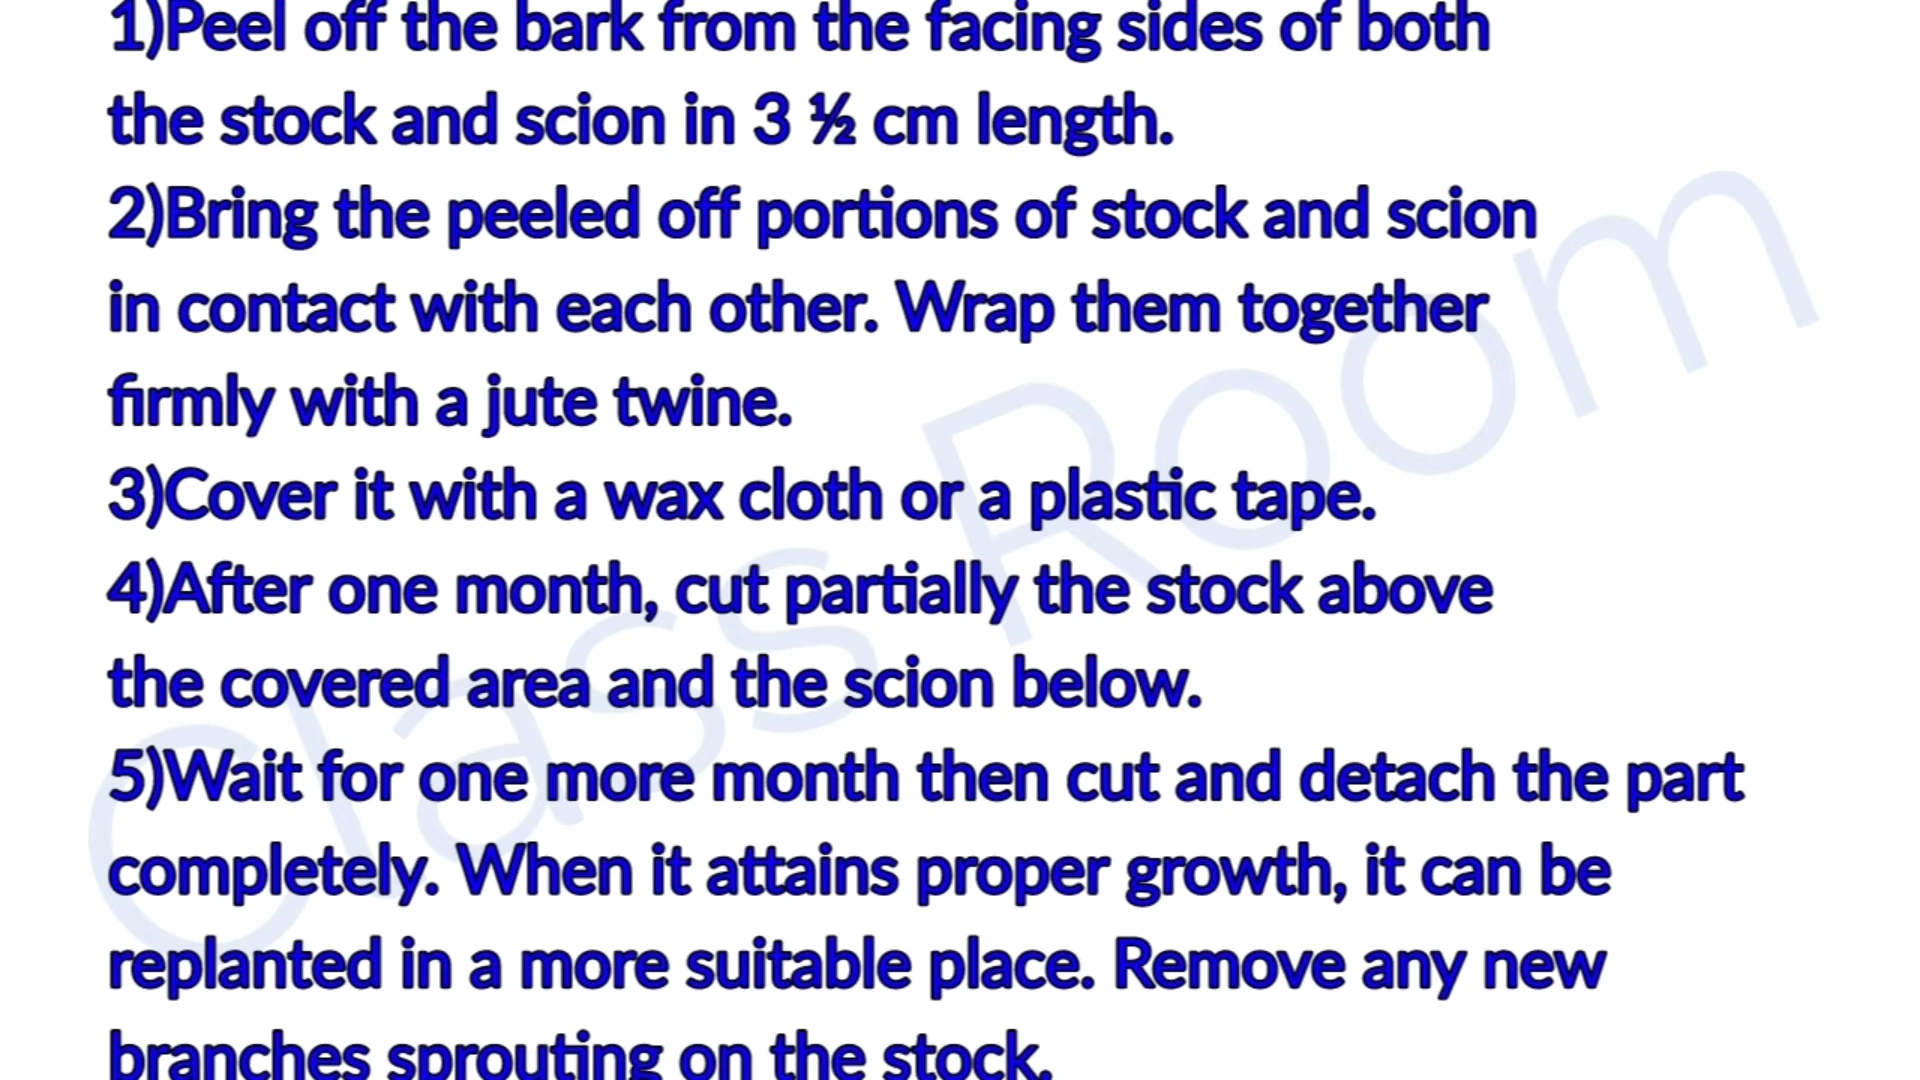 1)Peel off the bark from the facing sides of both
the stock and scion in 3 ½ cm length.
2)Bring the peeled off portions of stock and scion
in contact with each other. Wrap them together
firmly with a jute twine.
3)Cover it with a wax cloth or a plastic tape.
4)After one month, cut partially the stock above
the covered area and the scion below.
5)Wait for one more month then cut and detach the part
completely. When it attains proper growth, it can be
replanted in a more suitable place. Remove any new
branches sprouting on the stock.
Class Room